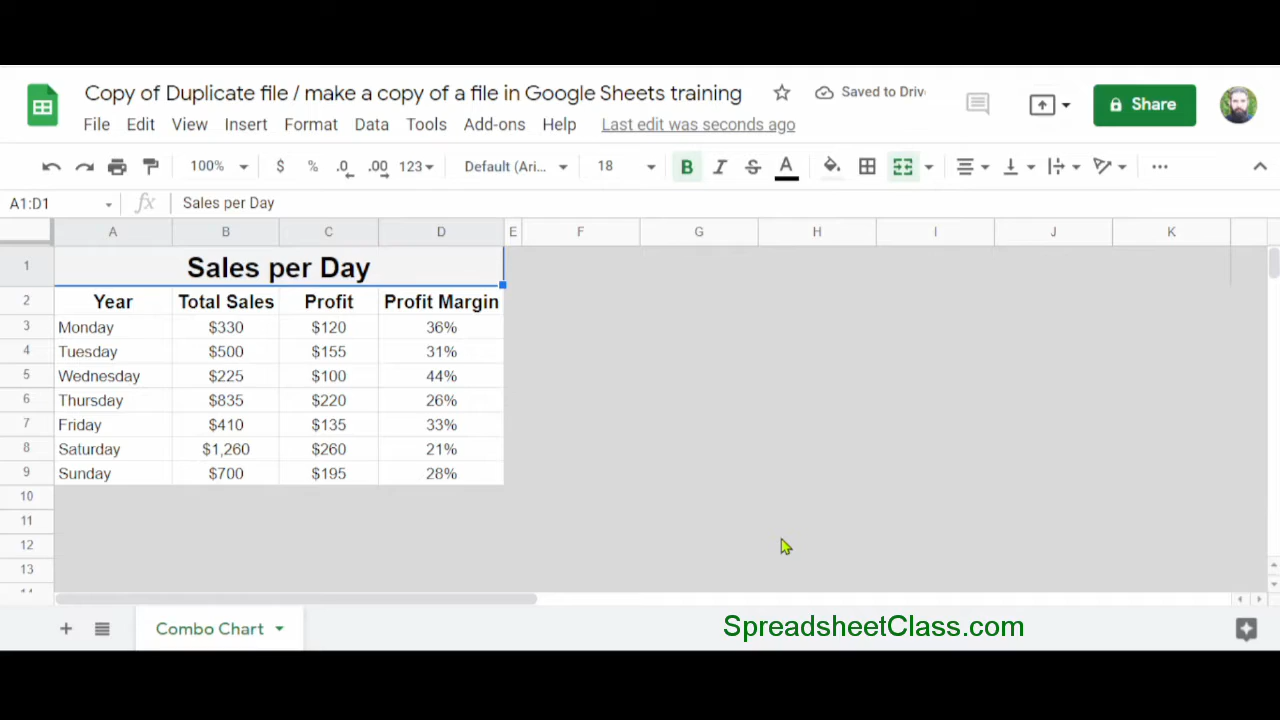 Copy of Duplicate file / make a copy of a file in Google Sheets training
Saved to Driv
Share
File Edit View Insert Format Data Tools Add-ons Help Last edit was seconds ago
100% $ % .0 .00 123 Default (Ari... 18 B I S A
A1:D1 fx Sales per Day
A B C D E F G H I J K
1 Sales per Day
2 Year Total Sales Profit Profit Margin
3 Monday $330 $120 36%
4 Tuesday $500 $155 31%
5 Wednesday $225 $100 44%
6 Thursday $835 $220 26%
7 Friday $410 $135 33%
8 Saturday $1,260 $260 21%
9 Sunday $700 $195 28%
10
11
12
13
Combo Chart
SpreadsheetClass.com